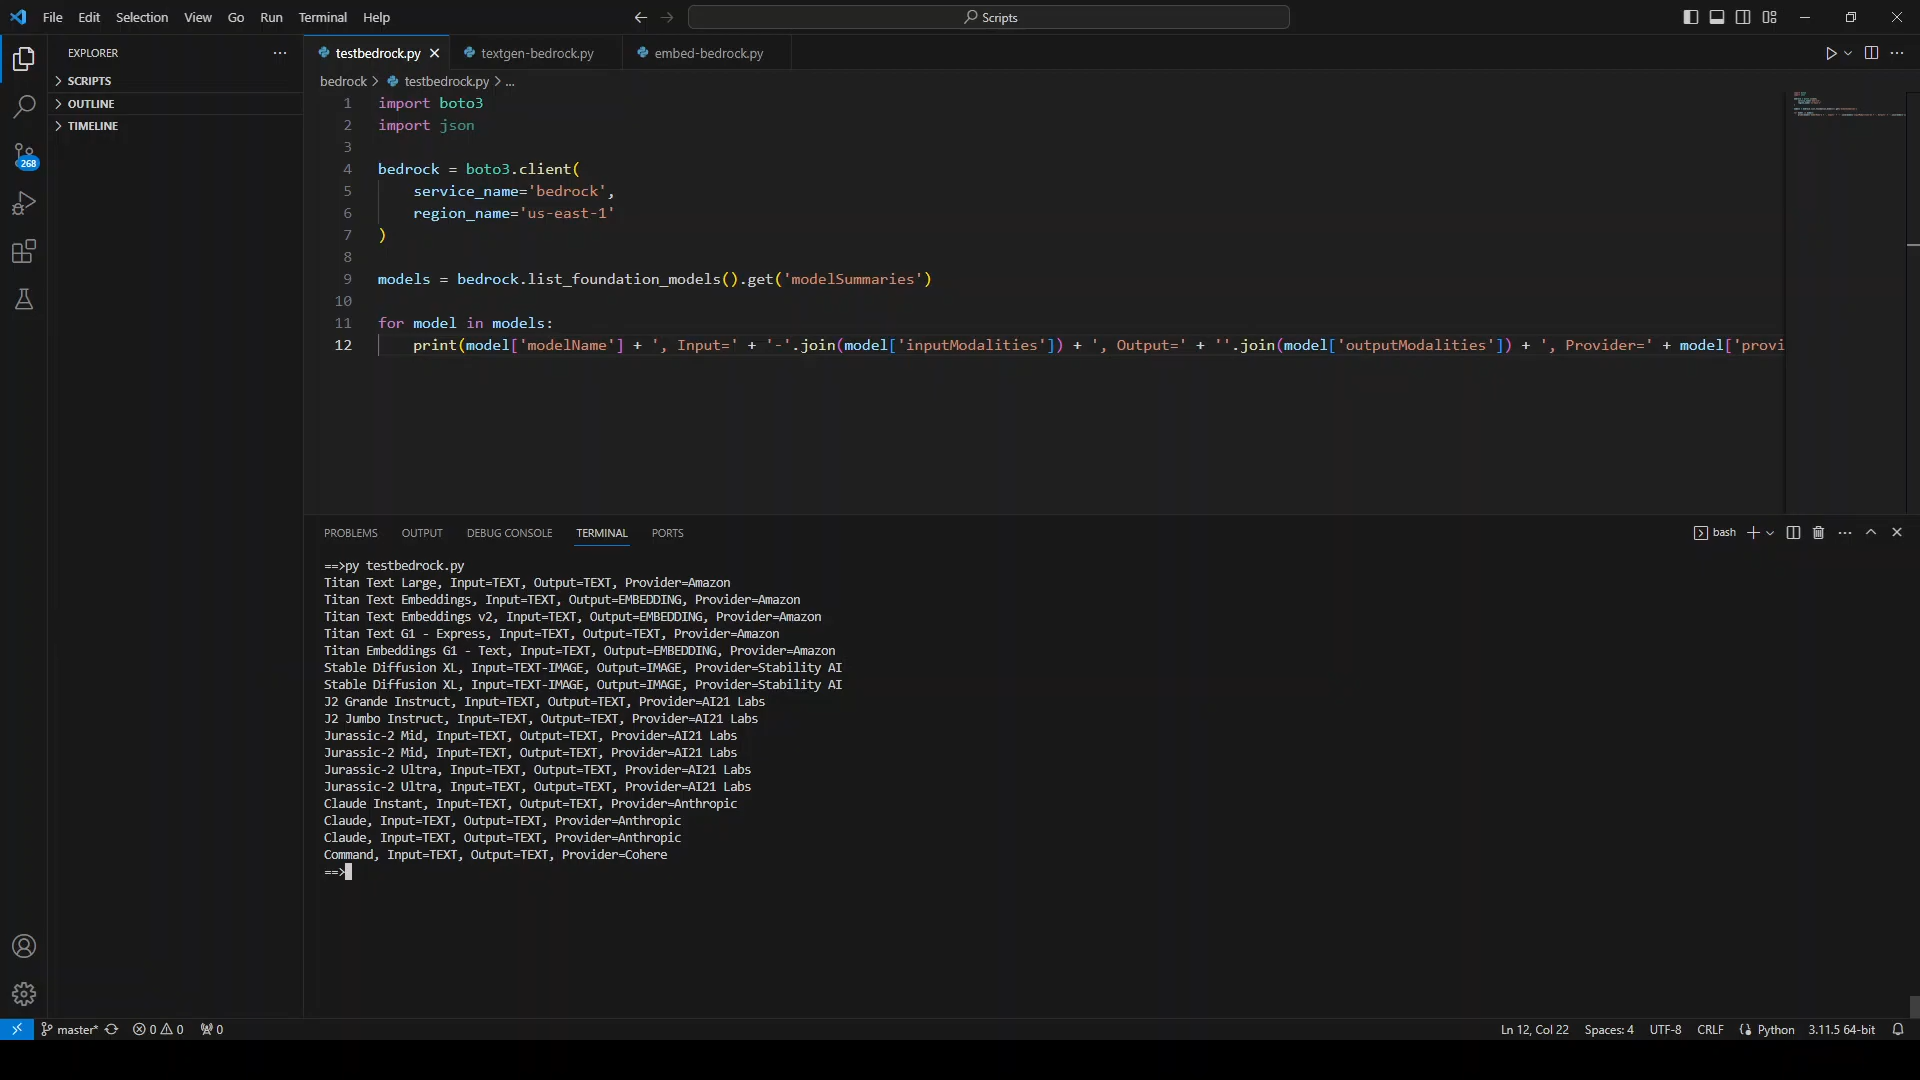 File Edit Selection View Go Run Terminal Help
Scripts
EXPLORER
SCRIPTS
OUTLINE
TIMELINE
268
testbedrock.py textgen-bedrock.py embed-bedrock.py
bedrock > testbedrock.py > ...
1 import boto3
2 import json
3
4 bedrock = boto3.client(
5 service_name='bedrock',
6 region_name='us-east-1'
7 )
8
9 models = bedrock.list_foundation_models().get('modelSummaries')
10
11 for model in models:
12 print(model['modelName'] + ', Input=' + '-'.join(model['inputModalities']) + ', Output=' + ''.join(model['outputModalities']) + ', Provider=' + model['provi
PROBLEMS OUTPUT DEBUG CONSOLE TERMINAL PORTS
bash
==>py testbedrock.py
Titan Text Large, Input=TEXT, Output=TEXT, Provider=Amazon
Titan Text Embeddings, Input=TEXT, Output=EMBEDDING, Provider=Amazon
Titan Text Embeddings v2, Input=TEXT, Output=EMBEDDING, Provider=Amazon
Titan Text G1 - Express, Input=TEXT, Output=TEXT, Provider=Amazon
Titan Embeddings G1 - Text, Input=TEXT, Output=EMBEDDING, Provider=Amazon
Stable Diffusion XL, Input=TEXT-IMAGE, Output=IMAGE, Provider=Stability AI
Stable Diffusion XL, Input=TEXT-IMAGE, Output=IMAGE, Provider=Stability AI
J2 Grande Instruct, Input=TEXT, Output=TEXT, Provider=AI21 Labs
J2 Jumbo Instruct, Input=TEXT, Output=TEXT, Provider=AI21 Labs
Jurassic-2 Mid, Input=TEXT, Output=TEXT, Provider=AI21 Labs
Jurassic-2 Mid, Input=TEXT, Output=TEXT, Provider=AI21 Labs
Jurassic-2 Ultra, Input=TEXT, Output=TEXT, Provider=AI21 Labs
Jurassic-2 Ultra, Input=TEXT, Output=TEXT, Provider=AI21 Labs
Claude Instant, Input=TEXT, Output=TEXT, Provider=Anthropic
Claude, Input=TEXT, Output=TEXT, Provider=Anthropic
Claude, Input=TEXT, Output=TEXT, Provider=Anthropic
Command, Input=TEXT, Output=TEXT, Provider=Cohere
==>
master* 0 0 0 Ln 12, Col 22 Spaces: 4 UTF-8 CRLF Python 3.11.5 64-bit